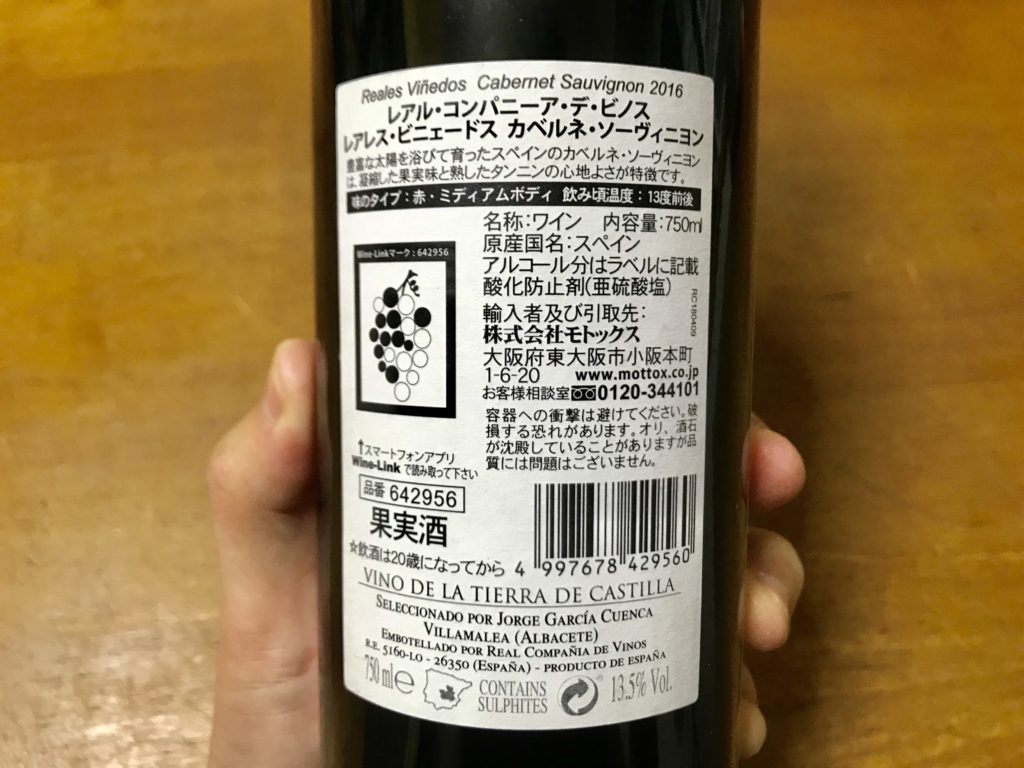 Reales Viñedos Cabernet Sauvignon 2016
レアル・コンパニーア・デ・ビノス
レアレス・ビニェードス カベルネ・ソーヴィニヨン
豊富な太陽を浴びて育ったスペインのカベルネ・ソーヴィニヨン
は、凝縮した果実味と熟したタンニンの心地よさが特徴です。
味のタイプ：赤・ミディアムボディ 飲み頃温度：13度前後
名称：ワイン 内容量：750ml
原産国名：スペイン
アルコール分はラベルに記載
酸化防止剤(亜硫酸塩)
RC180409
輸入者及び引取先：
株式会社モトックス
大阪府東大阪市小阪本町
1-6-20 www.mottox.co.jp
お客様相談室 0120-344101
容器への衝撃は避けてください。破
損する恐れがあります。オリ、酒石
が沈殿していることがありますが品
質には問題はございません。
Wine-Linkマーク：642956
↑スマートフォンアプリ
Wine-Link で読み取って下さい
品番 642956
果実酒
☆飲酒は20歳になってから
4 997678 429560
VINO DE LA TIERRA DE CASTILLA
SELECCIONADO POR JORGE GARCÍA CUENCA
VILLAMALEA (ALBACETE)
EMBOTELLADO POR REAL COMPAÑIA DE VINOS
R.E. 5160-LO - 26350 (ESPAÑA) - PRODUCTO DE ESPAÑA
750 ml e
CONTAINS
SULPHITES
13.5% Vol.